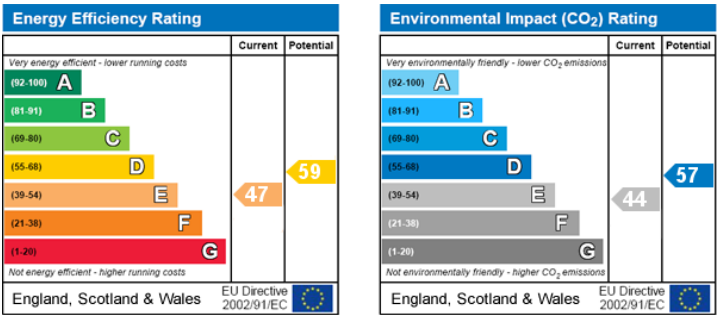 Energy Efficiency Rating
Current Potential
Very energy efficient - lower running costs
(92-100) A
(81-91) B
(69-80) C
(55-68) D
59
(39-54) E
47
(21-38) F
(1-20) G
Not energy efficient - higher running costs
England, Scotland & Wales
EU Directive
2002/91/EC
Environmental Impact (CO₂) Rating
Current Potential
Very environmentally friendly - lower CO₂ emissions
(92-100) A
(81-91) B
(69-80) C
(55-68) D
57
(39-54) E
44
(21-38) F
(1-20) G
Not environmentally friendly - higher CO₂ emissions
England, Scotland & Wales
EU Directive
2002/91/EC